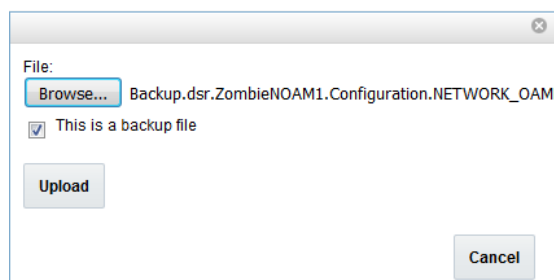 File:
Browse... Backup.dsr.ZombieNOAM1.Configuration.NETWORK_OAM
This is a backup file
Upload
Cancel